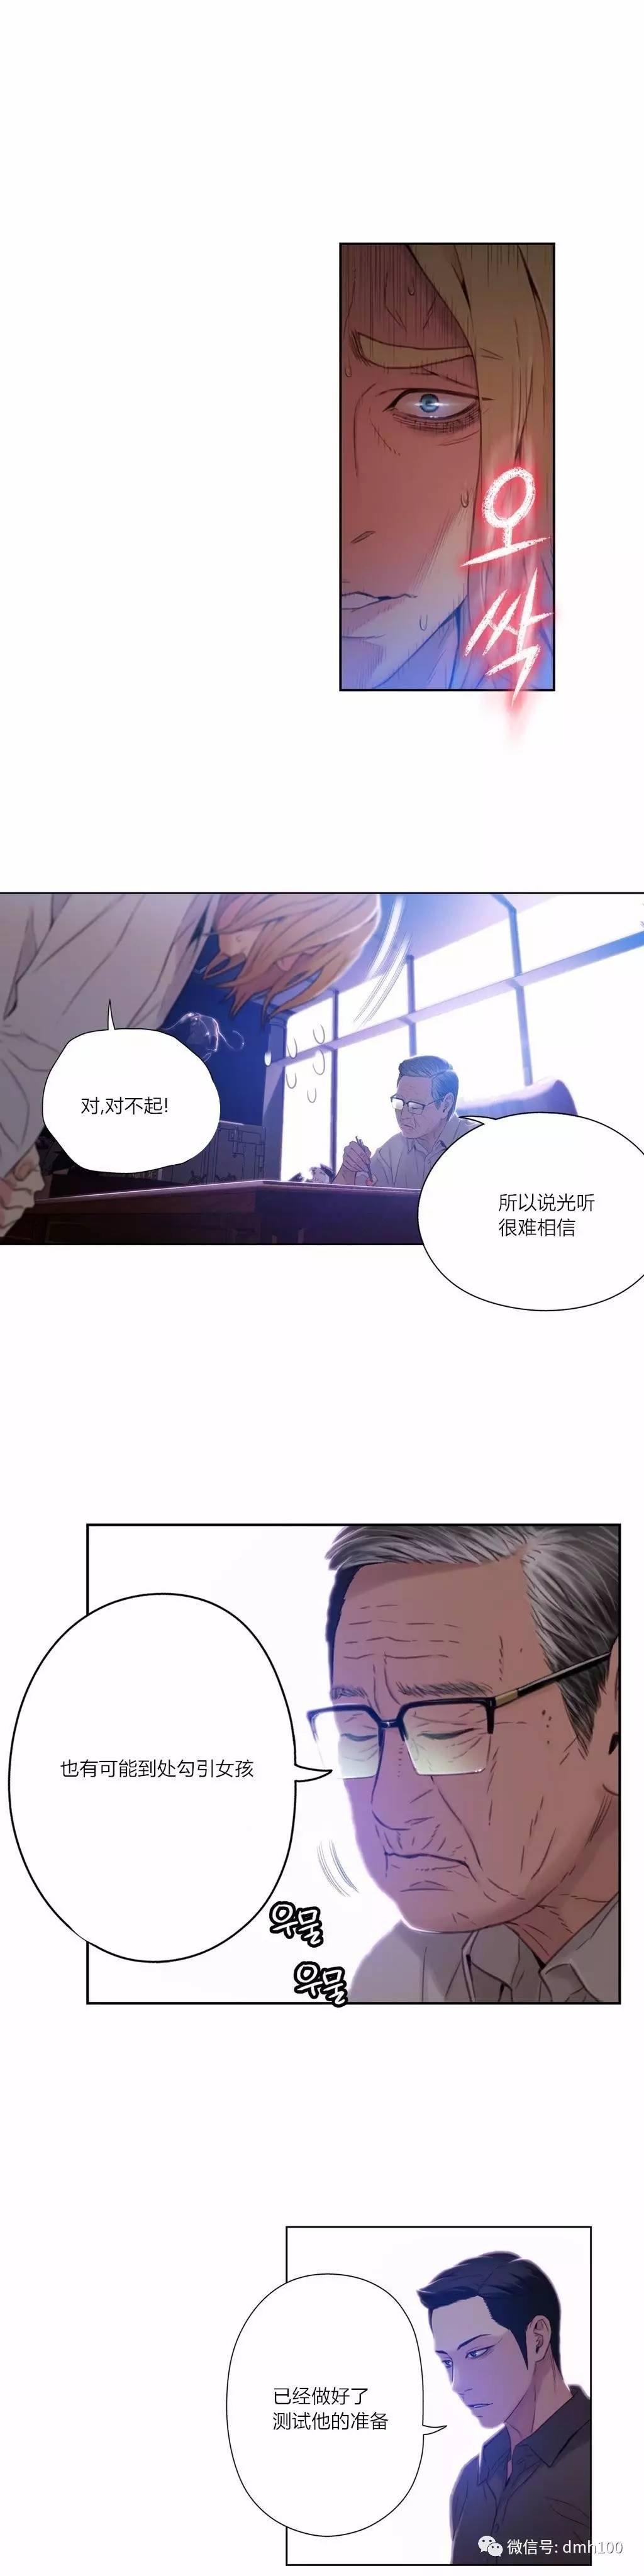 오싹
对,对不起!
所以说光听
很难相信
也有可能到处勾引女孩
우물
우물
已经做好了
测试他的准备
微信号: dmh100